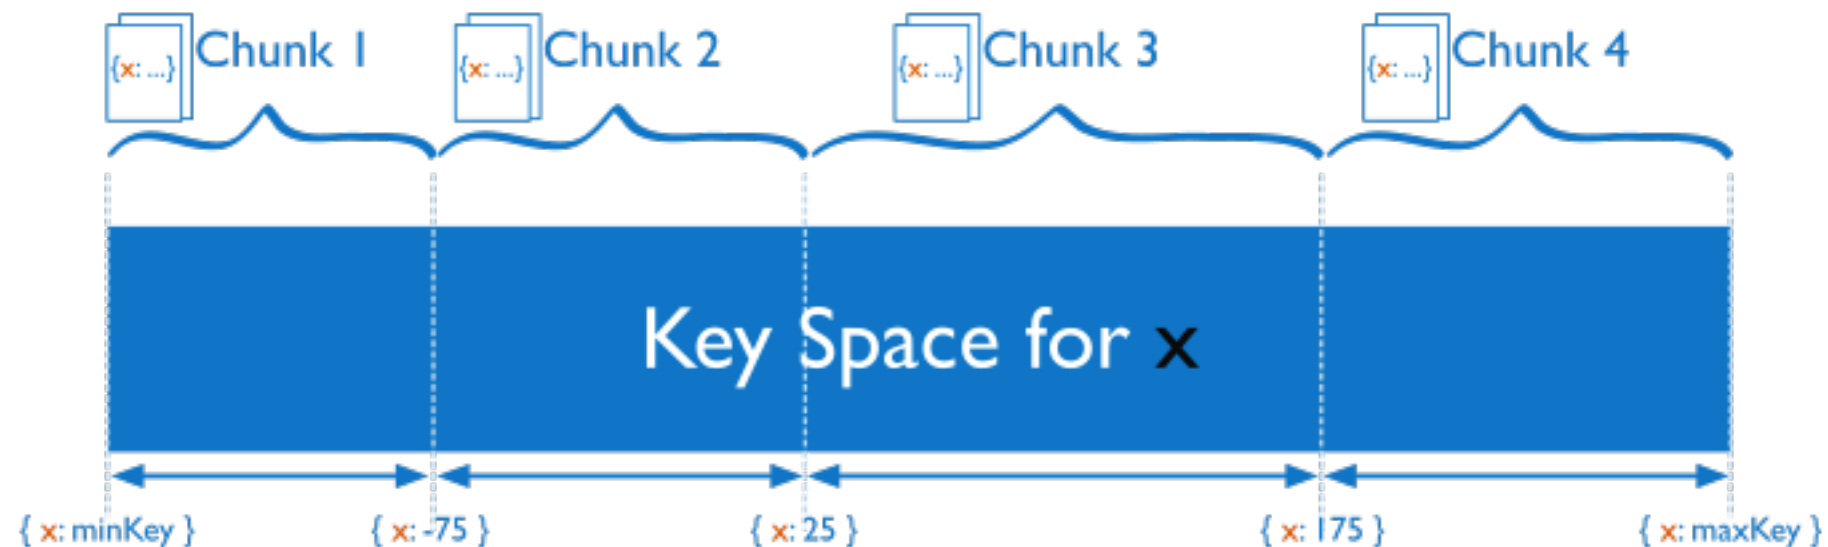 {x: ...} Chunk 1 {x: ...} Chunk 2 {x: ...} Chunk 3 {x: ...} Chunk 4
Key Space for x
{ x: minKey } { x: -75 } { x: 25 } { x: 175 } { x: maxKey }